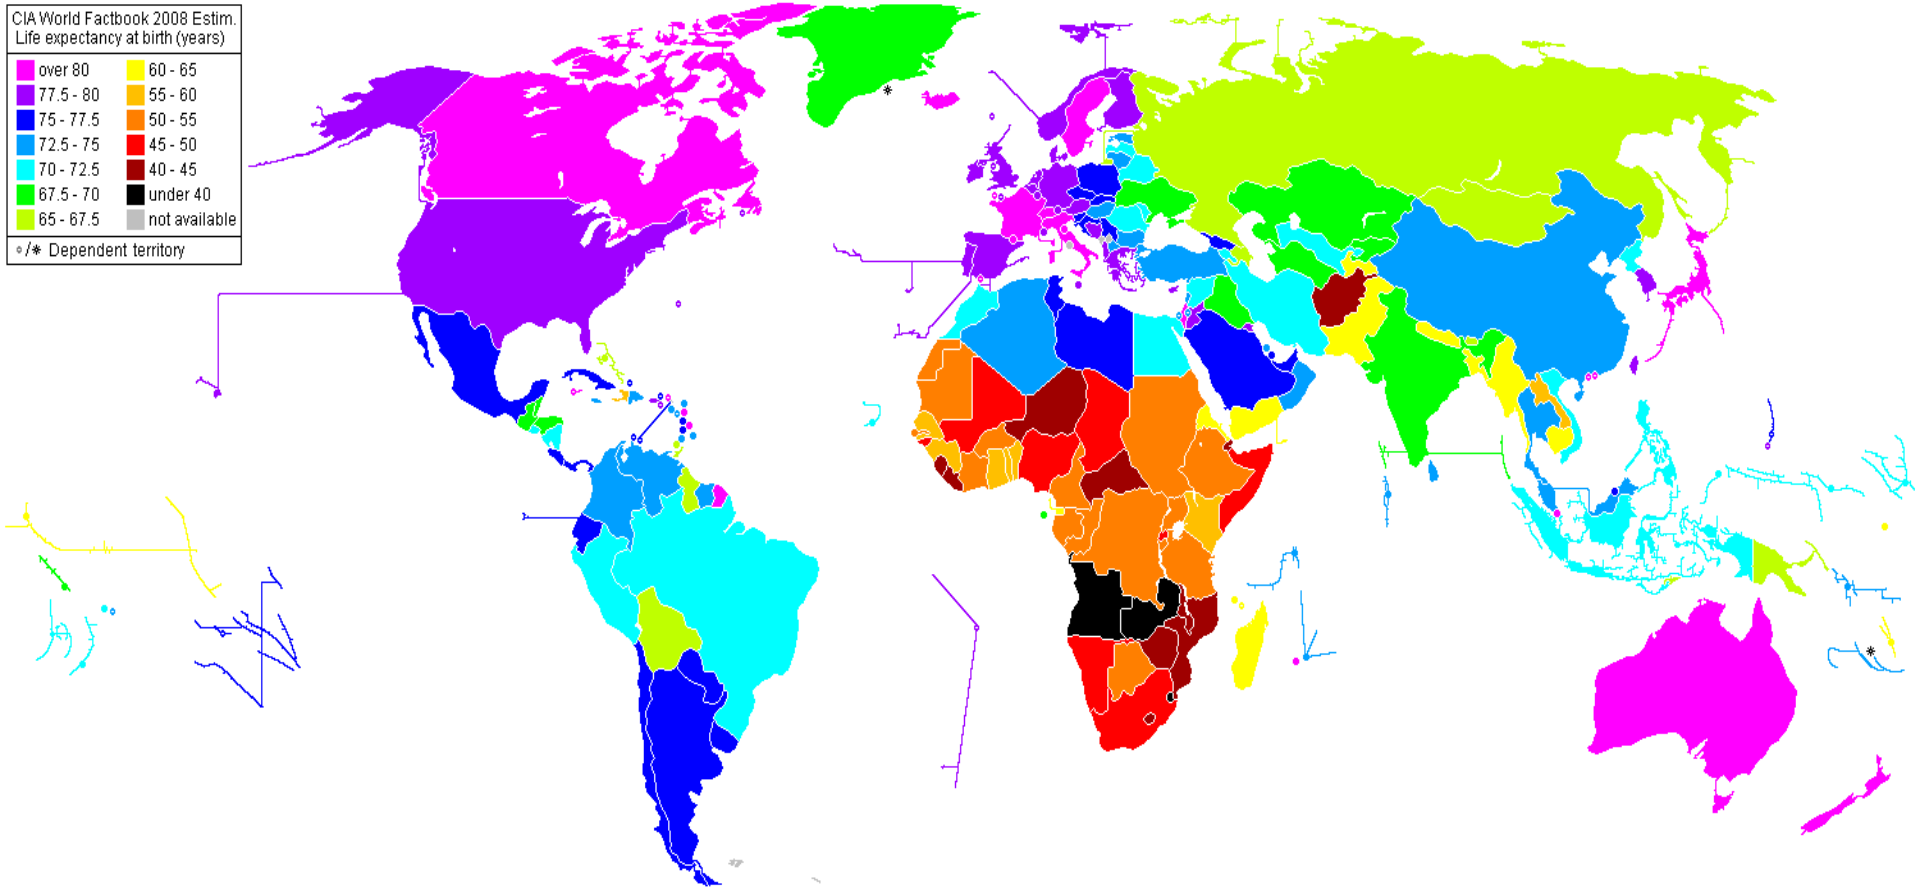 CIA World Factbook 2008 Estim.
Life expectancy at birth (years)
over 80
77.5 - 80
75 - 77.5
72.5 - 75
70 - 72.5
67.5 - 70
65 - 67.5
60 - 65
55 - 60
50 - 55
45 - 50
40 - 45
under 40
not available
∘/* Dependent territory